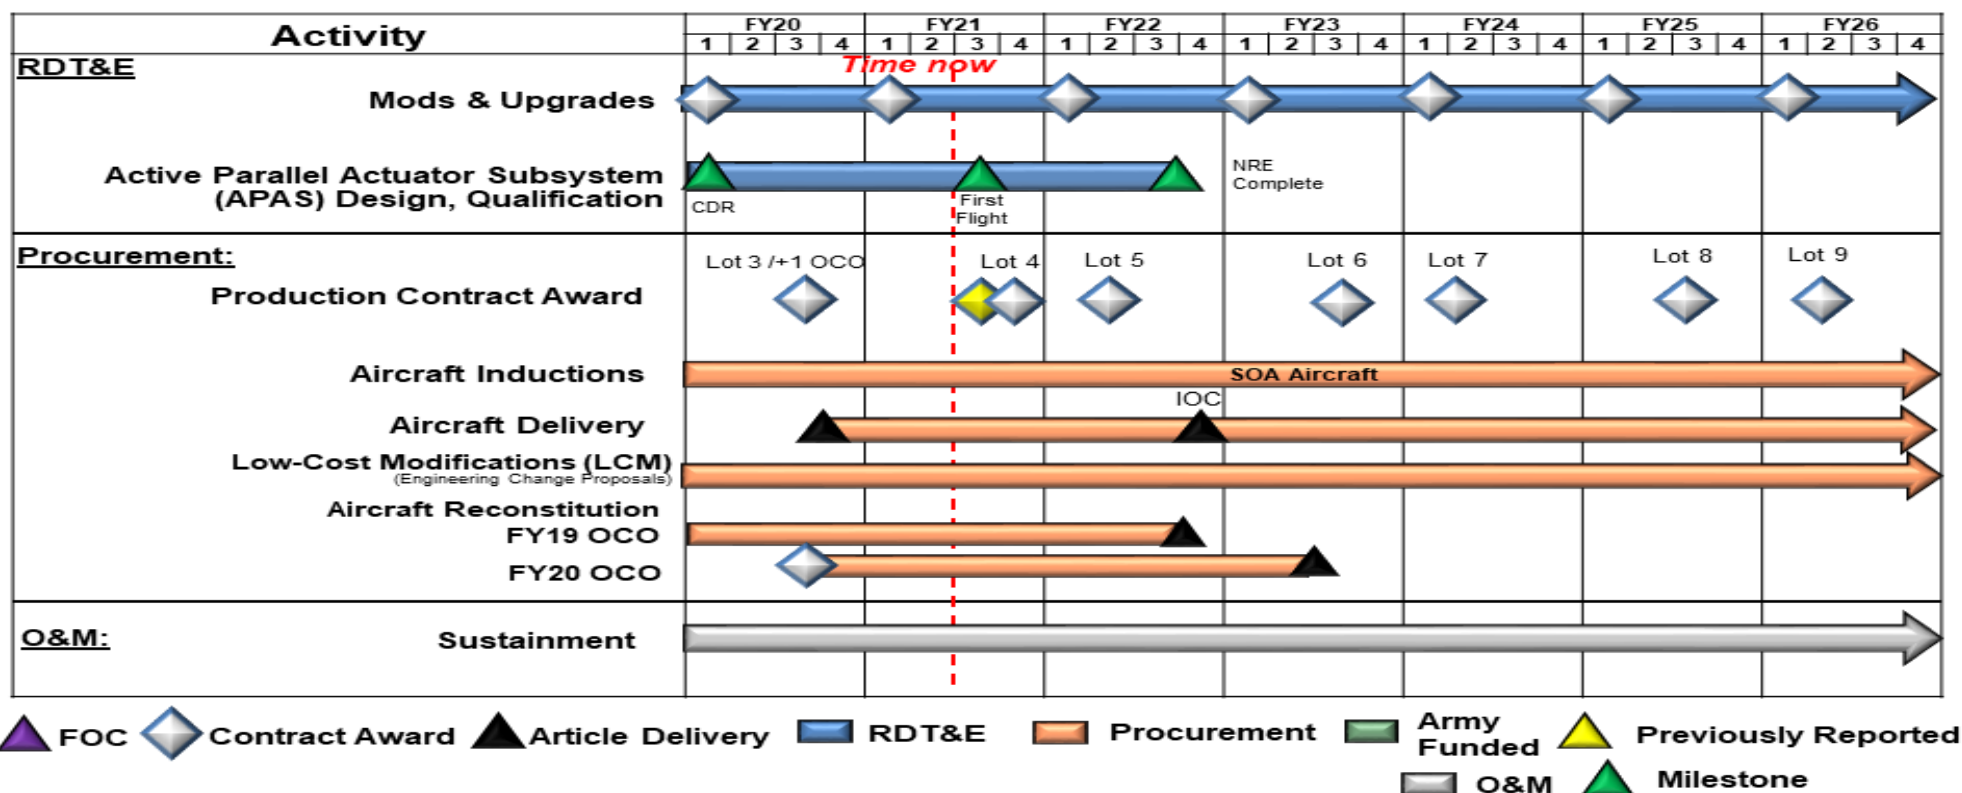 Activity
FY20 FY21 FY22 FY23 FY24 FY25 FY26
1 2 3 4 1 2 3 4 1 2 3 4 1 2 3 4 1 2 3 4 1 2 3 4 1 2 3 4
Time now
RDT&E
Mods & Upgrades
Active Parallel Actuator Subsystem
(APAS) Design, Qualification
CDR
First
Flight
NRE
Complete
Procurement:
Lot 3 /+1 OCO Lot 4 Lot 5 Lot 6 Lot 7 Lot 8 Lot 9
Production Contract Award
Aircraft Inductions
SOA Aircraft
IOC
Aircraft Delivery
Low-Cost Modifications (LCM)
(Engineering Change Proposals)
Aircraft Reconstitution
FY19 OCO
FY20 OCO
O&M:
Sustainment
FOC Contract Award Article Delivery RDT&E Procurement
Army
Funded
Previously Reported
O&M Milestone